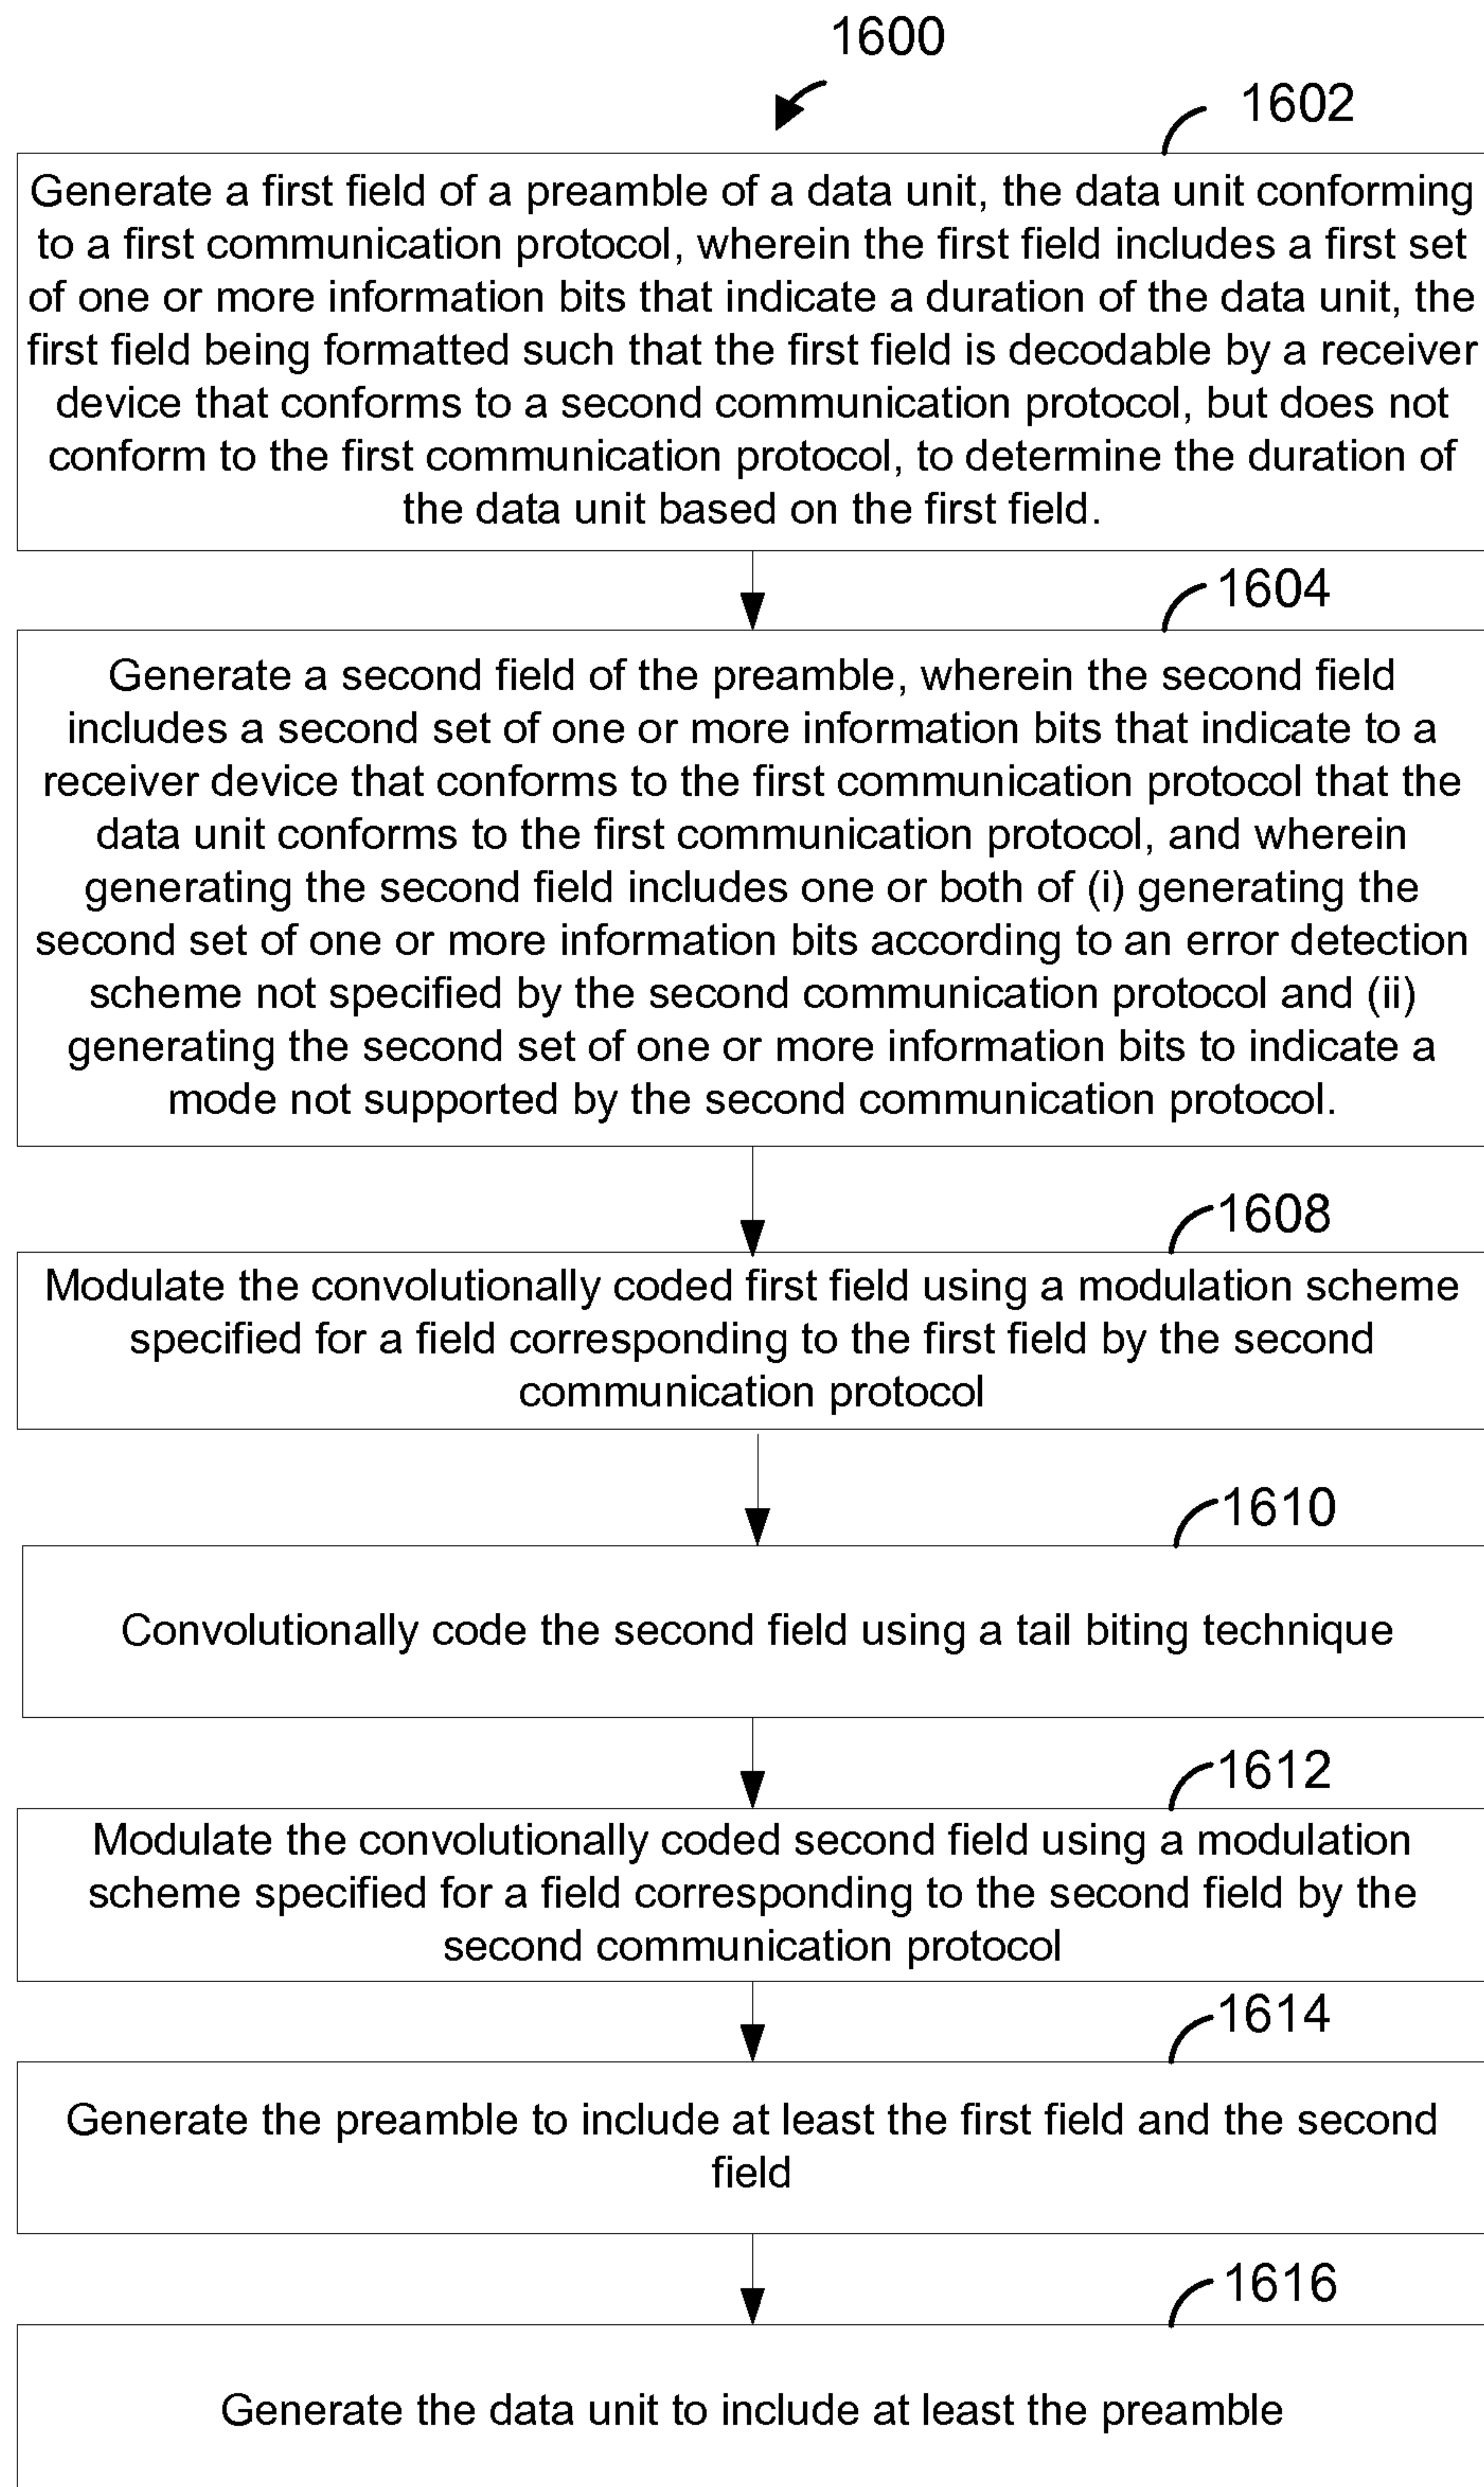 1600
1602
Generate a first field of a preamble of a data unit, the data unit conforming
to a first communication protocol, wherein the first field includes a first set
of one or more information bits that indicate a duration of the data unit, the
first field being formatted such that the first field is decodable by a receiver
device that conforms to a second communication protocol, but does not
conform to the first communication protocol, to determine the duration of
the data unit based on the first field.
1604
Generate a second field of the preamble, wherein the second field
includes a second set of one or more information bits that indicate to a
receiver device that conforms to the first communication protocol that the
data unit conforms to the first communication protocol, and wherein
generating the second field includes one or both of (i) generating the
second set of one or more information bits according to an error detection
scheme not specified by the second communication protocol and (ii)
generating the second set of one or more information bits to indicate a
mode not supported by the second communication protocol.
1608
Modulate the convolutionally coded first field using a modulation scheme
specified for a field corresponding to the first field by the second
communication protocol
1610
Convolutionally code the second field using a tail biting technique
1612
Modulate the convolutionally coded second field using a modulation
scheme specified for a field corresponding to the second field by the
second communication protocol
1614
Generate the preamble to include at least the first field and the second
field
1616
Generate the data unit to include at least the preamble